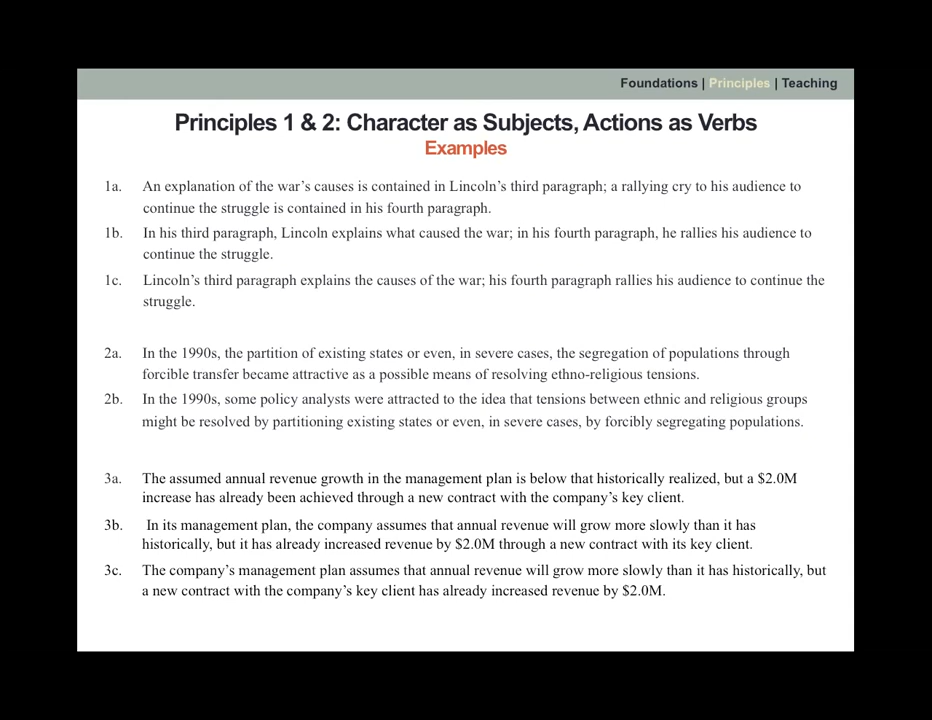 Foundations | Principles | Teaching
Principles 1 & 2: Character as Subjects, Actions as Verbs
Examples
1a. An explanation of the war’s causes is contained in Lincoln’s third paragraph; a rallying cry to his audience to
continue the struggle is contained in his fourth paragraph.
1b. In his third paragraph, Lincoln explains what caused the war; in his fourth paragraph, he rallies his audience to
continue the struggle.
1c. Lincoln’s third paragraph explains the causes of the war; his fourth paragraph rallies his audience to continue the
struggle.
2a. In the 1990s, the partition of existing states or even, in severe cases, the segregation of populations through
forcible transfer became attractive as a possible means of resolving ethno-religious tensions.
2b. In the 1990s, some policy analysts were attracted to the idea that tensions between ethnic and religious groups
might be resolved by partitioning existing states or even, in severe cases, by forcibly segregating populations.
3a. The assumed annual revenue growth in the management plan is below that historically realized, but a $2.0M
increase has already been achieved through a new contract with the company’s key client.
3b. In its management plan, the company assumes that annual revenue will grow more slowly than it has
historically, but it has already increased revenue by $2.0M through a new contract with its key client.
3c. The company’s management plan assumes that annual revenue will grow more slowly than it has historically, but
a new contract with the company’s key client has already increased revenue by $2.0M.